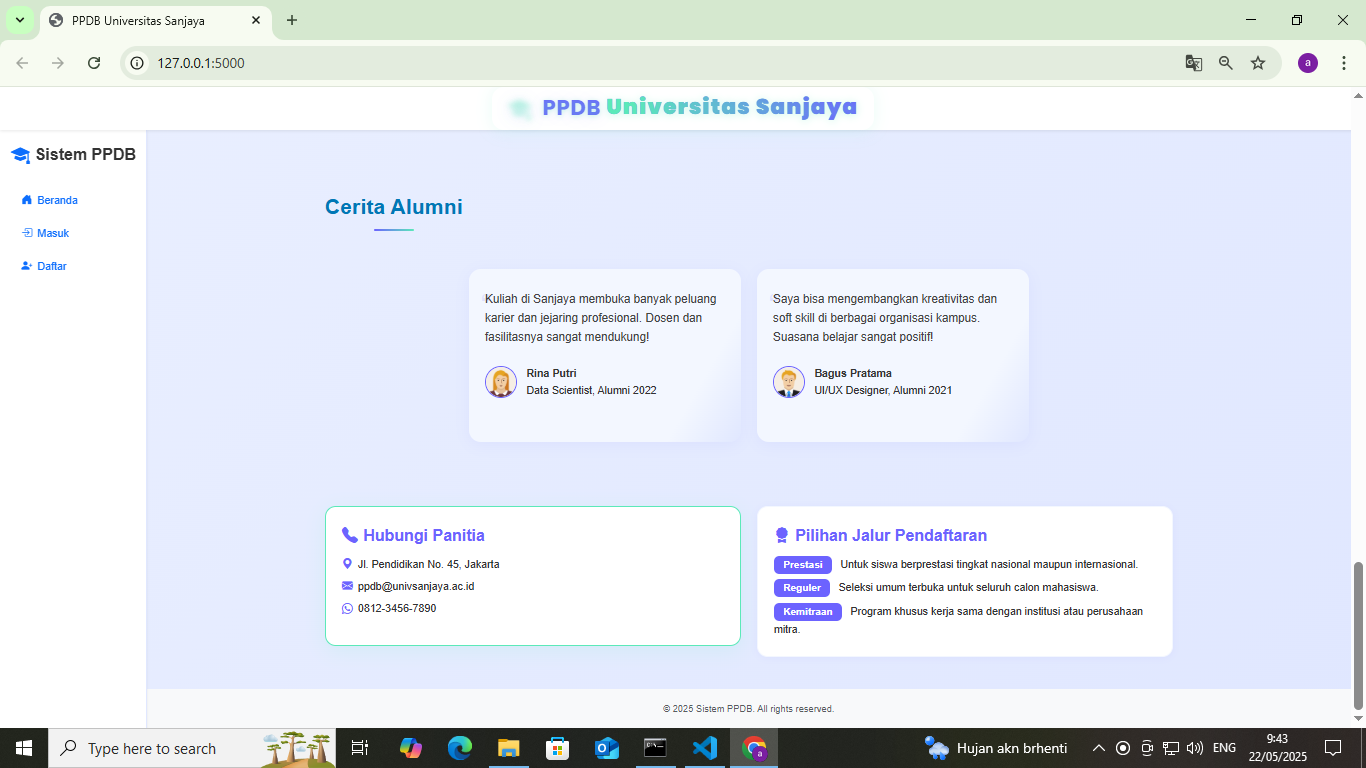 PPDB Universitas Sanjaya
127.0.0.1:5000
a
PPDB Universitas Sanjaya
Sistem PPDB
Beranda
Masuk
Daftar
Cerita Alumni
Kuliah di Sanjaya membuka banyak peluang
karier dan jejaring profesional. Dosen dan
fasilitasnya sangat mendukung!
Rina Putri
Data Scientist, Alumni 2022
Saya bisa mengembangkan kreativitas dan
soft skill di berbagai organisasi kampus.
Suasana belajar sangat positif!
Bagus Pratama
UI/UX Designer, Alumni 2021
Hubungi Panitia
Jl. Pendidikan No. 45, Jakarta
ppdb@univsanjaya.ac.id
0812-3456-7890
Pilihan Jalur Pendaftaran
Prestasi Untuk siswa berprestasi tingkat nasional maupun internasional.
Reguler Seleksi umum terbuka untuk seluruh calon mahasiswa.
Kemitraan Program khusus kerja sama dengan institusi atau perusahaan
mitra.
© 2025 Sistem PPDB. All rights reserved.
Type here to search
a
Hujan akn brhenti
ENG
9:43
22/05/2025